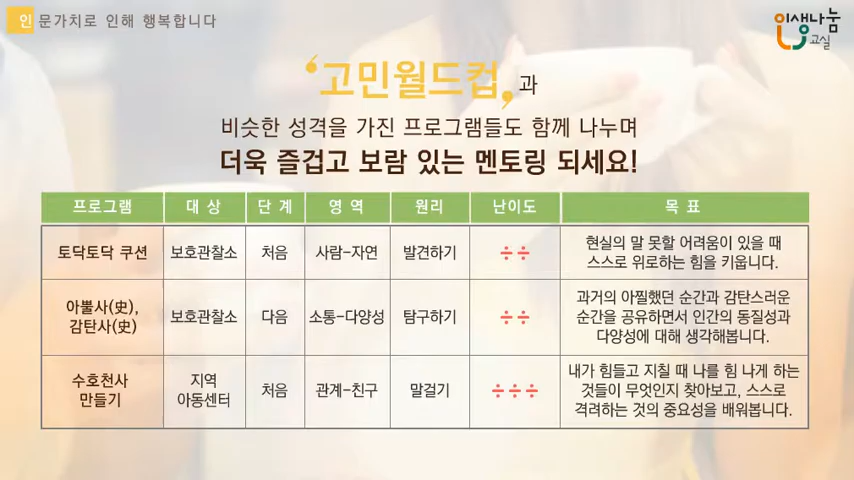 인문가치로 인해 행복합니다
인생나눔
교실
‘고민월드컵’과
비슷한 성격을 가진 프로그램들도 함께 나누며
더욱 즐겁고 보람 있는 멘토링 되세요!
프로그램 대 상 단 계 영 역 원리 난이도 목 표
토닥토닥 쿠션 보호관찰소 처음 사람-자연 발견하기 ÷÷
현실의 말 못할 어려움이 있을 때
스스로 위로하는 힘을 키웁니다.
아뿔사(史),
감탄사(史)
보호관찰소 다음 소통-다양성 탐구하기 ÷÷
과거의 아찔했던 순간과 감탄스러운
순간을 공유하면서 인간의 동질성과
다양성에 대해 생각해봅니다.
수호천사
만들기
지역
아동센터
처음 관계-친구 말걸기 ÷÷÷
내가 힘들고 지칠 때 나를 힘 나게 하는
것들이 무엇인지 찾아보고, 스스로
격려하는 것의 중요성을 배워봅니다.